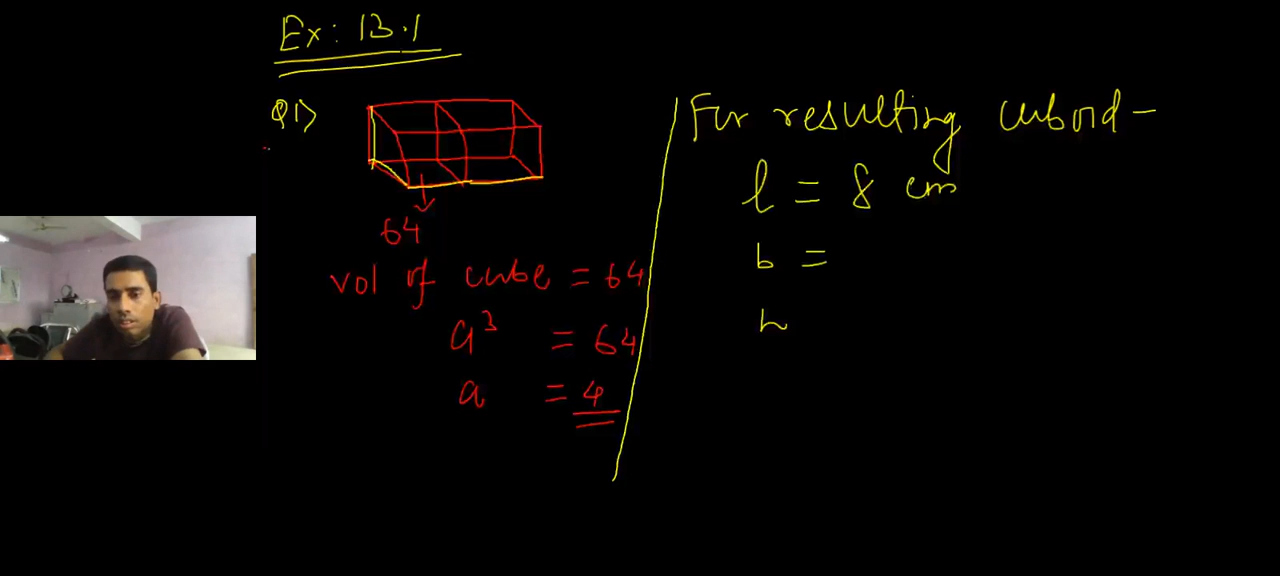 Ex: 13.1
Q1>
64
vol of cube = 64
a³ = 64
a = 4
For resulting cuboid -
l = 8 cm
b =
h